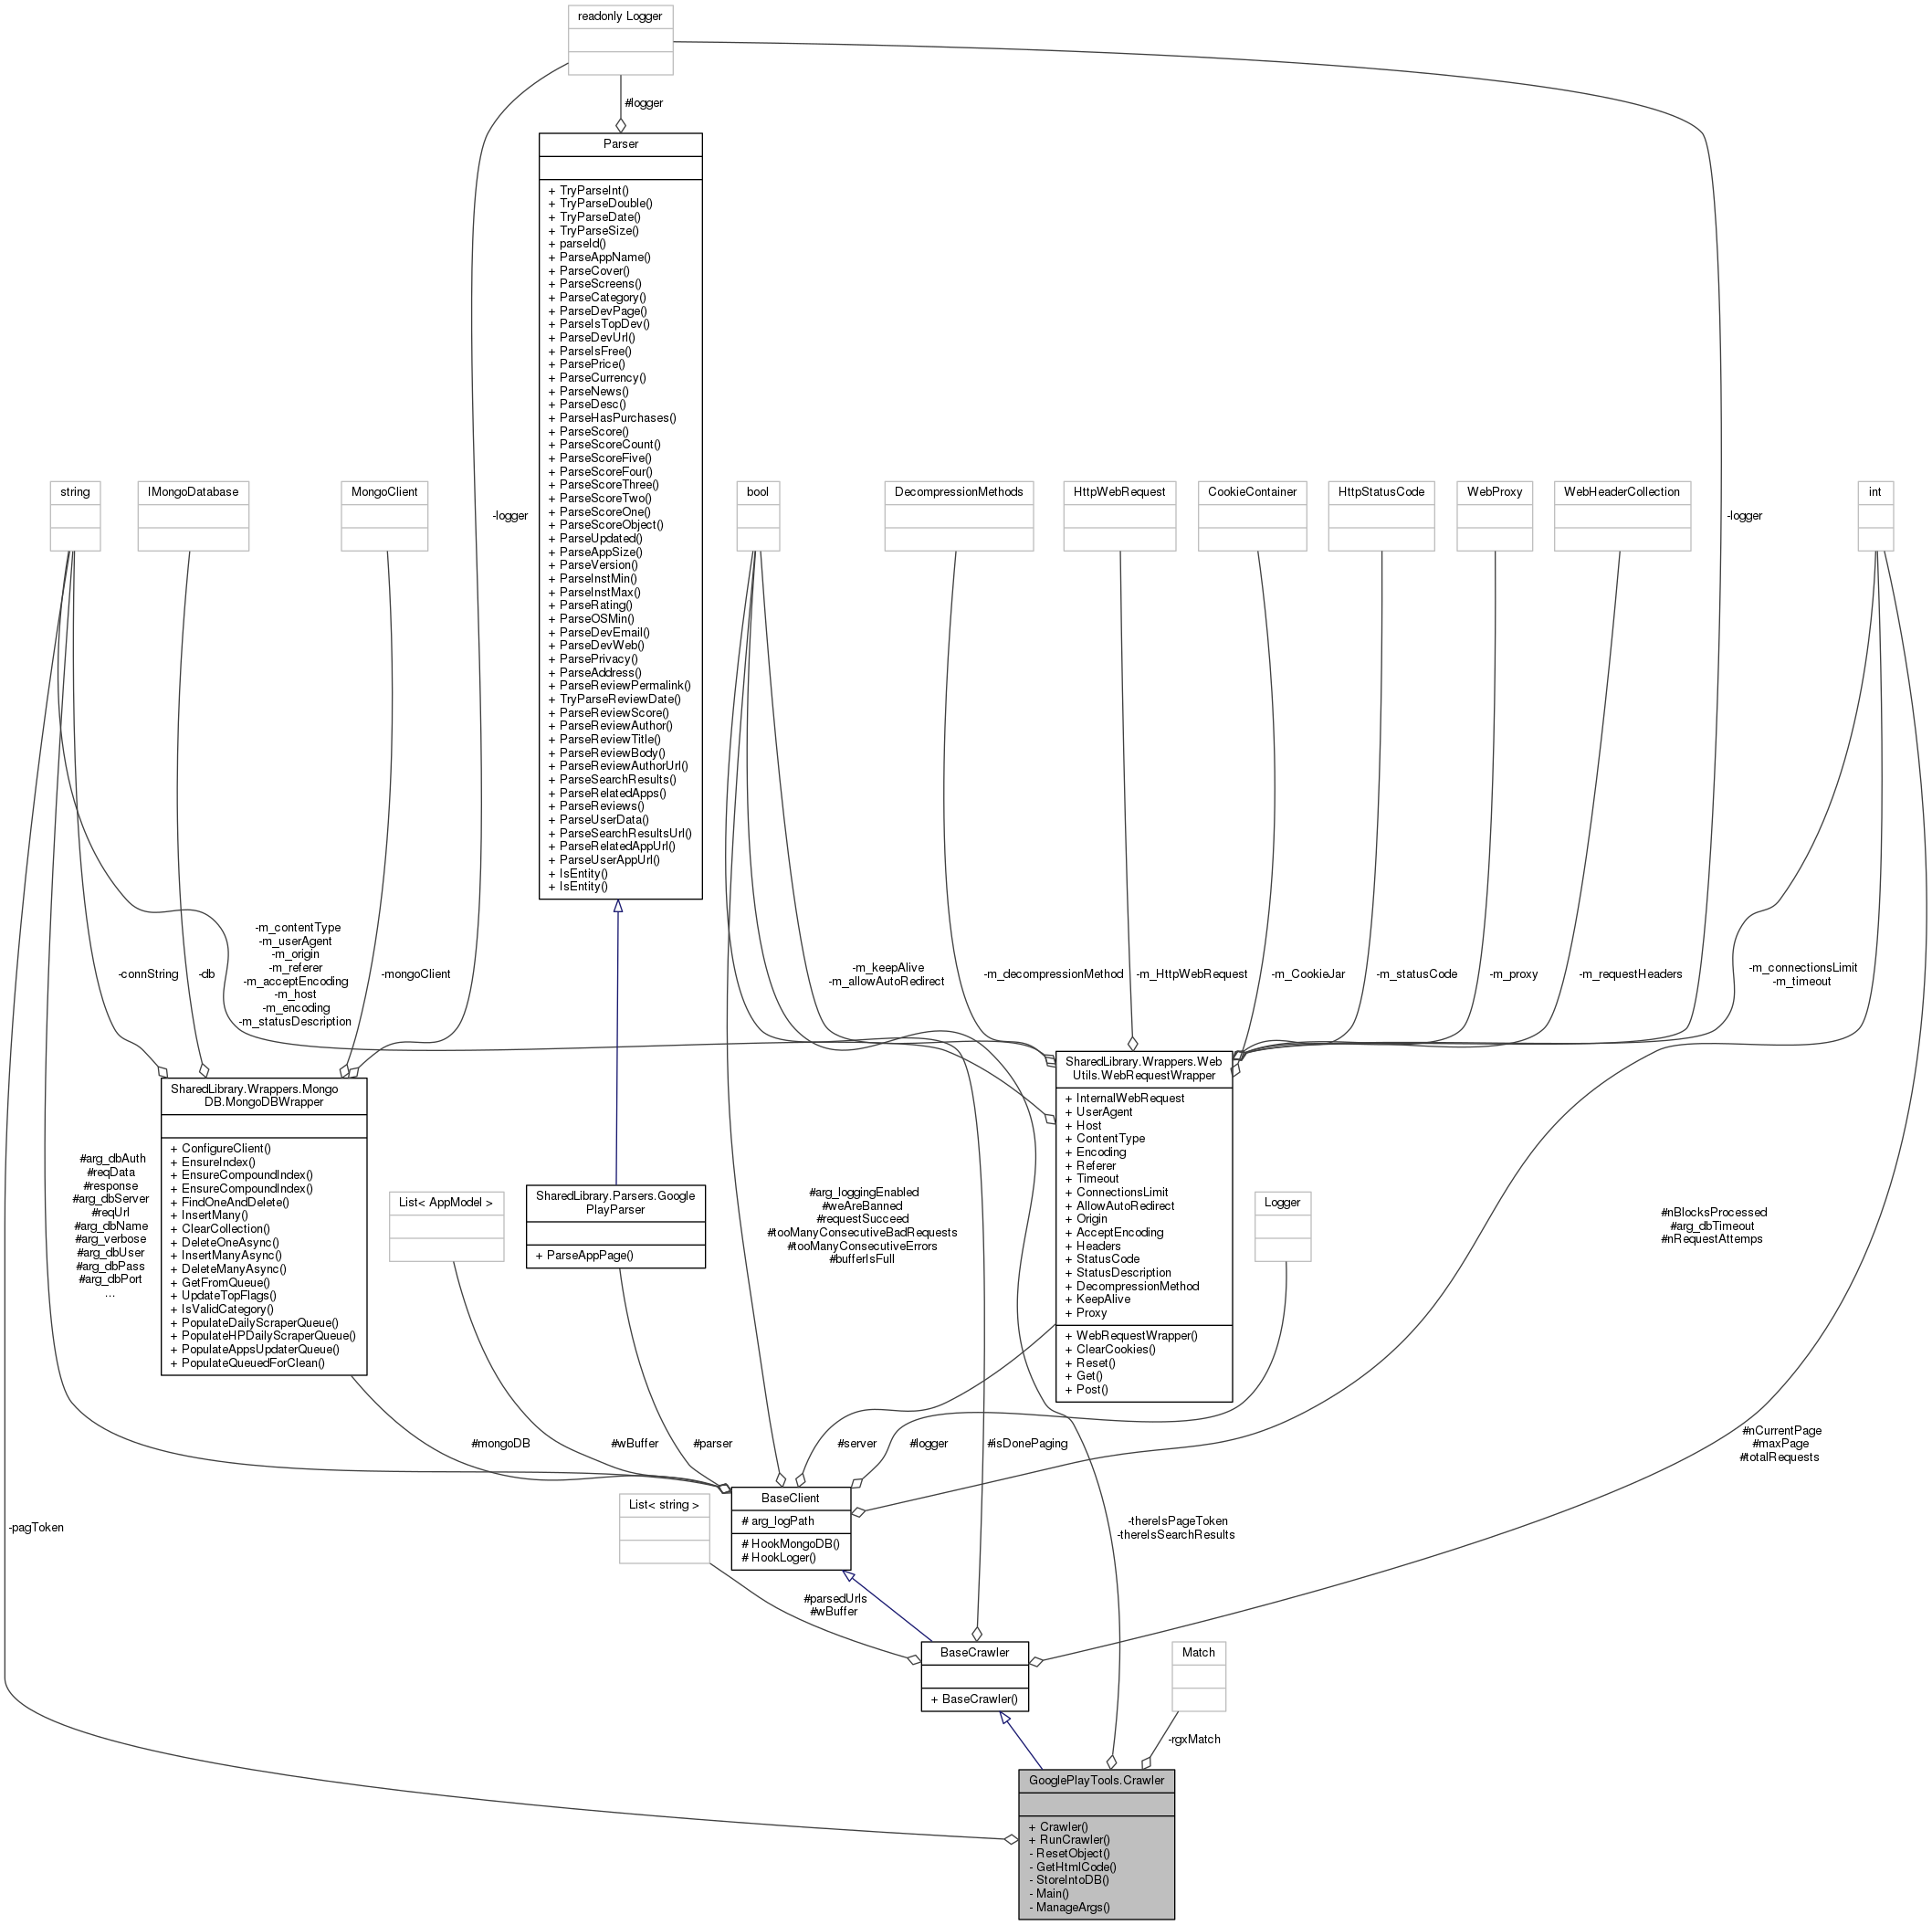 readonly Logger
#logger
Parser
+ TryParseInt()
+ TryParseDouble()
+ TryParseDate()
+ TryParseSize()
+ parseId()
+ ParseAppName()
+ ParseCover()
+ ParseScreens()
+ ParseCategory()
+ ParseDevPage()
+ ParseIsTopDev()
+ ParseDevUrl()
+ ParseIsFree()
+ ParsePrice()
+ ParseCurrency()
+ ParseNews()
+ ParseDesc()
+ ParseHasPurchases()
+ ParseScore()
+ ParseScoreCount()
+ ParseScoreFive()
+ ParseScoreFour()
+ ParseScoreThree()
+ ParseScoreTwo()
+ ParseScoreOne()
+ ParseScoreObject()
+ ParseUpdated()
+ ParseAppSize()
+ ParseVersion()
+ ParseInstMin()
+ ParseInstMax()
+ ParseRating()
+ ParseOSMin()
+ ParseDevEmail()
+ ParseDevWeb()
+ ParsePrivacy()
+ ParseAddress()
+ ParseReviewPermalink()
+ TryParseReviewDate()
+ ParseReviewScore()
+ ParseReviewAuthor()
+ ParseReviewTitle()
+ ParseReviewBody()
+ ParseReviewAuthorUrl()
+ ParseSearchResults()
+ ParseRelatedApps()
+ ParseReviews()
+ ParseUserData()
+ ParseSearchResultsUrl()
+ ParseRelatedAppUrl()
+ ParseUserAppUrl()
+ IsEntity()
+ IsEntity()
string
IMongoDatabase
MongoClient
bool
DecompressionMethods
HttpWebRequest
CookieContainer
HttpStatusCode
WebProxy
WebHeaderCollection
int
-logger
-logger
-connString
-db
-m_contentType
-m_userAgent
-m_origin
-m_referer
-m_acceptEncoding
-m_host
-m_encoding
-m_statusDescription
-mongoClient
-m_keepAlive
-m_allowAutoRedirect
-m_decompressionMethod
-m_HttpWebRequest
-m_CookieJar
-m_statusCode
-m_proxy
-m_requestHeaders
-m_connectionsLimit
-m_timeout
SharedLibrary.Wrappers.Mongo
DB.MongoDBWrapper
+ ConfigureClient()
+ EnsureIndex()
+ EnsureCompoundIndex()
+ EnsureCompoundIndex()
+ FindOneAndDelete()
+ InsertMany()
+ ClearCollection()
+ DeleteOneAsync()
+ InsertManyAsync()
+ DeleteManyAsync()
+ GetFromQueue()
+ UpdateTopFlags()
+ IsValidCategory()
+ PopulateDailyScraperQueue()
+ PopulateHPDailyScraperQueue()
+ PopulateAppsUpdaterQueue()
+ PopulateQueuedForClean()
SharedLibrary.Wrappers.Web
Utils.WebRequestWrapper
+ InternalWebRequest
+ UserAgent
+ Host
+ ContentType
+ Encoding
+ Referer
+ Timeout
+ ConnectionsLimit
+ AllowAutoRedirect
+ Origin
+ AcceptEncoding
+ Headers
+ StatusCode
+ StatusDescription
+ DecompressionMethod
+ KeepAlive
+ Proxy
+ WebRequestWrapper()
+ ClearCookies()
+ Reset()
+ Get()
+ Post()
#arg_dbAuth
#reqData
#response
#arg_dbServer
#reqUrl
#arg_dbName
#arg_verbose
#arg_dbUser
#arg_dbPass
#arg_dbPort
...
List< AppModel >
SharedLibrary.Parsers.Google
PlayParser
+ ParseAppPage()
#arg_loggingEnabled
#weAreBanned
#requestSucceed
#tooManyConsecutiveBadRequests
#tooManyConsecutiveErrors
#bufferIsFull
Logger
#nBlocksProcessed
#arg_dbTimeout
#nRequestAttemps
#mongoDB
#wBuffer
#parser
#server
#logger
#isDonePaging
#nCurrentPage
#maxPage
#totalRequests
List< string >
BaseClient
# arg_logPath
# HookMongoDB()
# HookLoger()
-pagToken
-thereIsPageToken
-thereIsSearchResults
#parsedUrls
#wBuffer
BaseCrawler
+ BaseCrawler()
Match
-rgxMatch
GooglePlayTools.Crawler
+ Crawler()
+ RunCrawler()
- ResetObject()
- GetHtmlCode()
- StoreIntoDB()
- Main()
- ManageArgs()